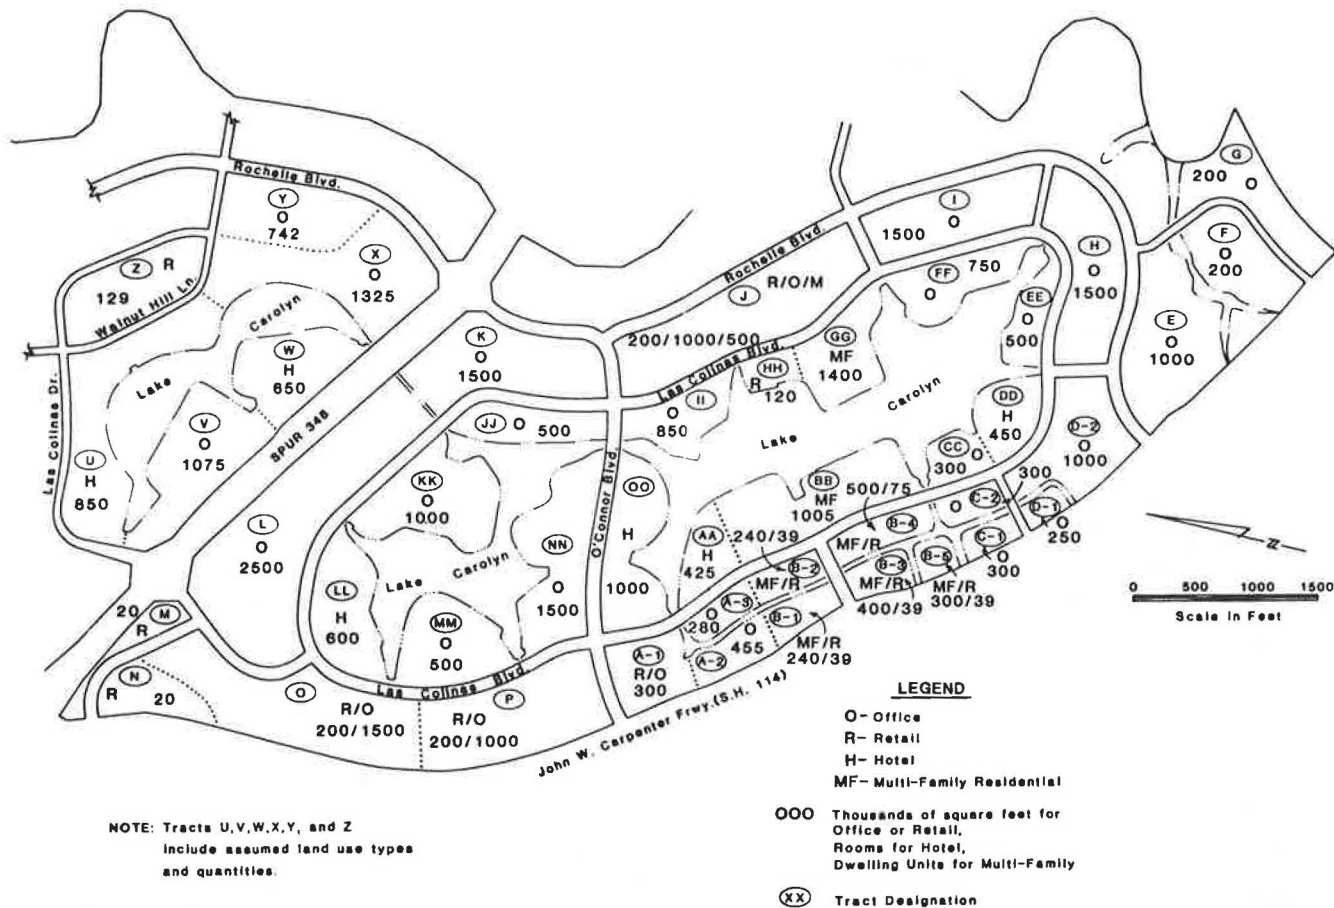 G
200
O
Rochelle Blvd.
Y
O
742
I
O
1500
F
O
200
X
O
1325
H
O
1500
Z
R
129
Walnut Hill Ln.
Rochelle Blvd.
FF
O
750
R/O/M
J
200/1000/500
EE
O
500
E
O
1000
Carolyn
Lake
W
H
650
K
O
1500
Las Colinas Blvd.
GG
MF
1400
HH
R
120
Carolyn
Las Colinas Dr.
V
O
1075
SPUR 348
JJ
O
500
II
O
850
DD
H
450
D-2
O
1000
Lake
U
H
850
KK
O
1000
O'Connor Blvd.
OO
H
1000
CC
O
300
BB
MF
1005
500/75
MF/R
B-4
C-2
O
300
D-1
O
250
L
O
2500
NN
O
1500
AA
H
425
240/39
B-2
MF/R
B-3
MF/R
400/39
B-5
MF/R
300/39
C-1
O
300
Lake
Carolyn
LL
H
600
MM
O
500
A-3
O
280
O
455
B-1
MF/R
240/39
20
M
R
N
R
20
O
R/O
200/1500
Las Colinas Blvd.
P
R/O
200/1000
A-1
R/O
300
A-2
John W. Carpenter Frwy.(S.H. 114)
N
0 500 1000 1500
Scale in Feet
LEGEND
O- Office
R- Retail
H- Hotel
MF- Multi-Family Residential
OOO Thousands of square feet for
Office or Retail,
Rooms for Hotel,
Dwelling Units for Multi-Family
XX Tract Designation
NOTE: Tracts U,V,W,X,Y, and Z
include assumed land use types
and quantities.